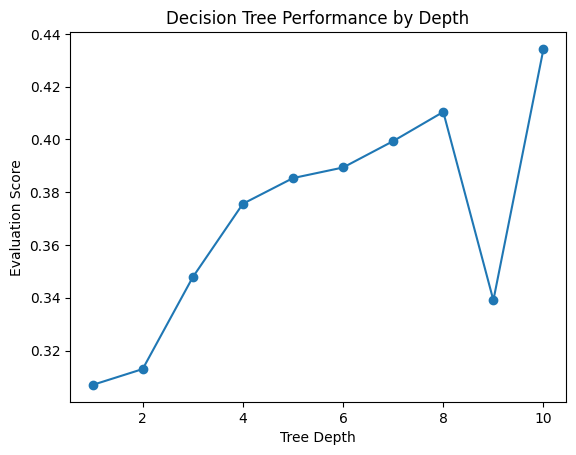 Decision Tree Performance by Depth
0.44
0.42
0.40
0.38
0.36
0.34
0.32
Evaluation Score
2 4 6 8 10
Tree Depth